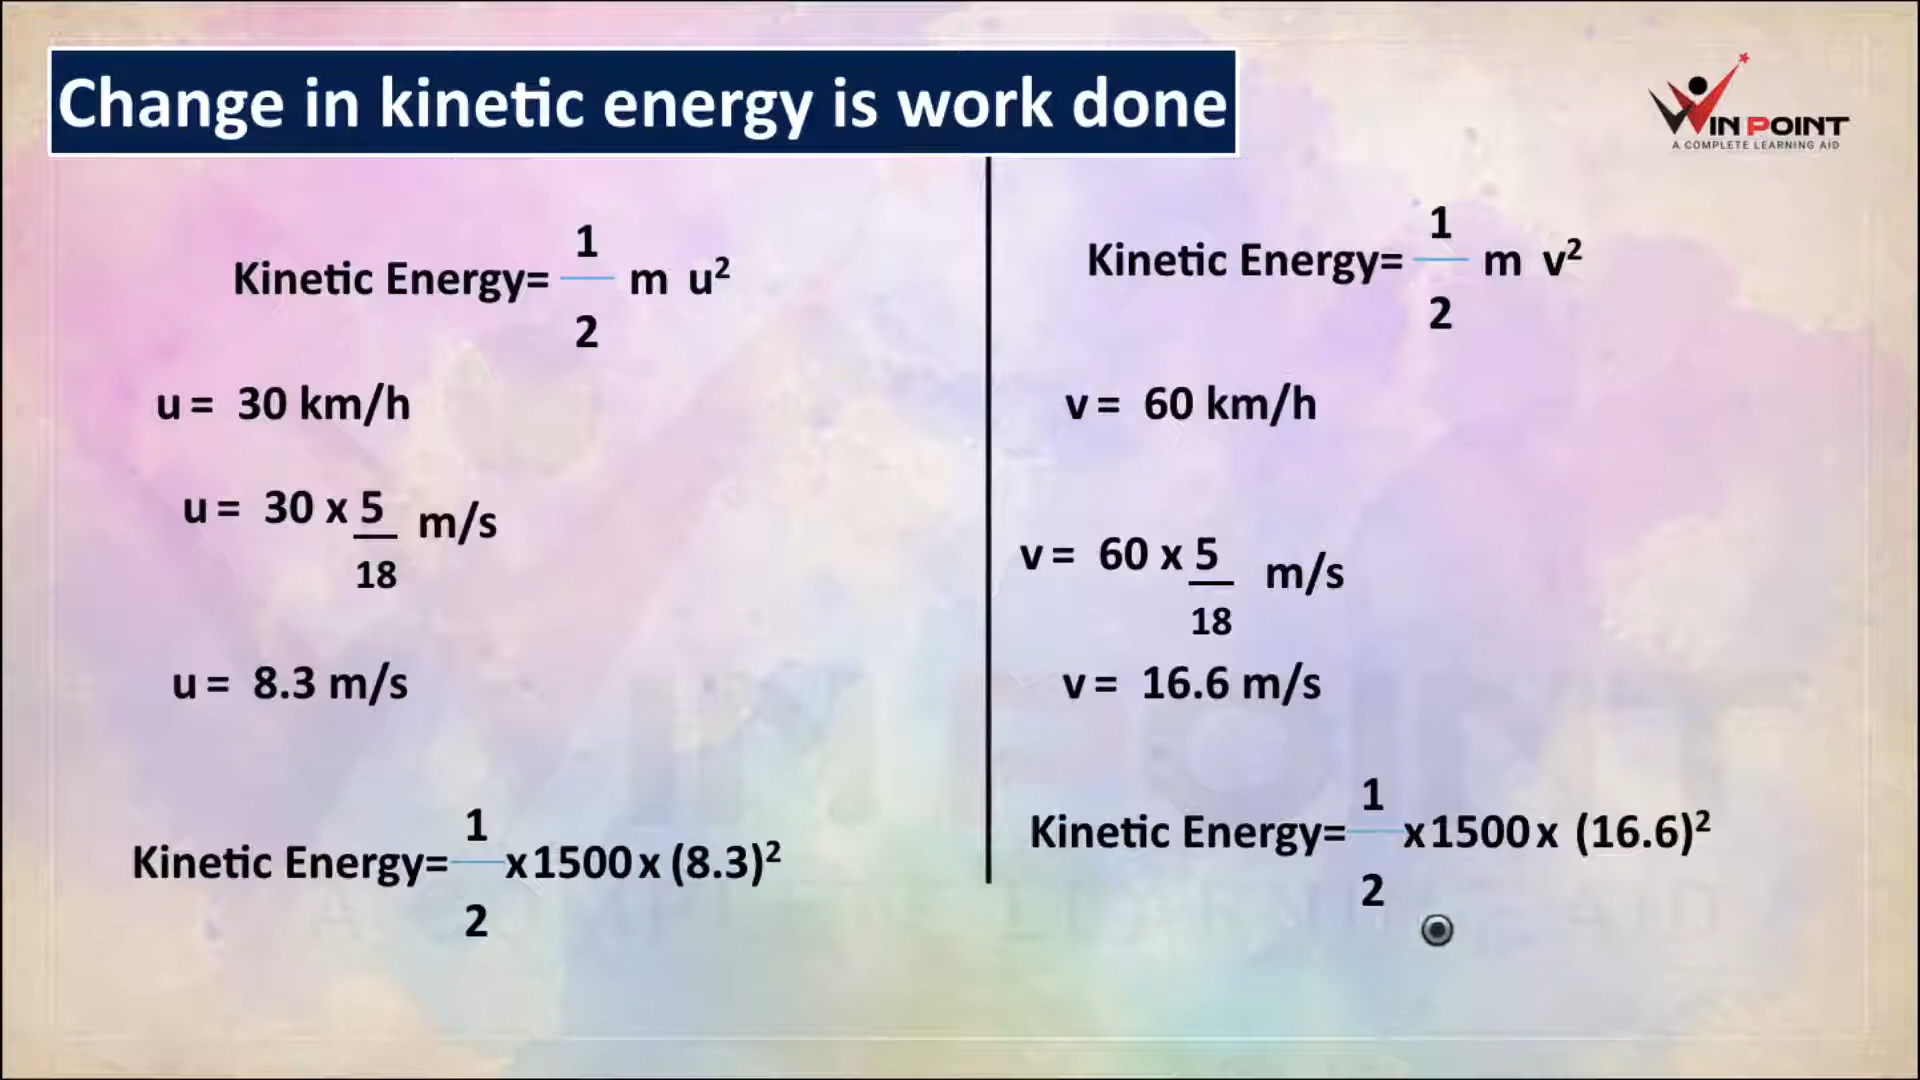 Change in kinetic energy is work done
WIN POINT
A COMPLETE LEARNING AID
Kinetic Energy= 1/2 m u²
u = 30 km/h
u = 30 x 5/18 m/s
u = 8.3 m/s
Kinetic Energy= 1/2 x 1500 x (8.3)²
Kinetic Energy= 1/2 m v²
v = 60 km/h
v = 60 x 5/18 m/s
v = 16.6 m/s
Kinetic Energy= 1/2 x 1500 x (16.6)²